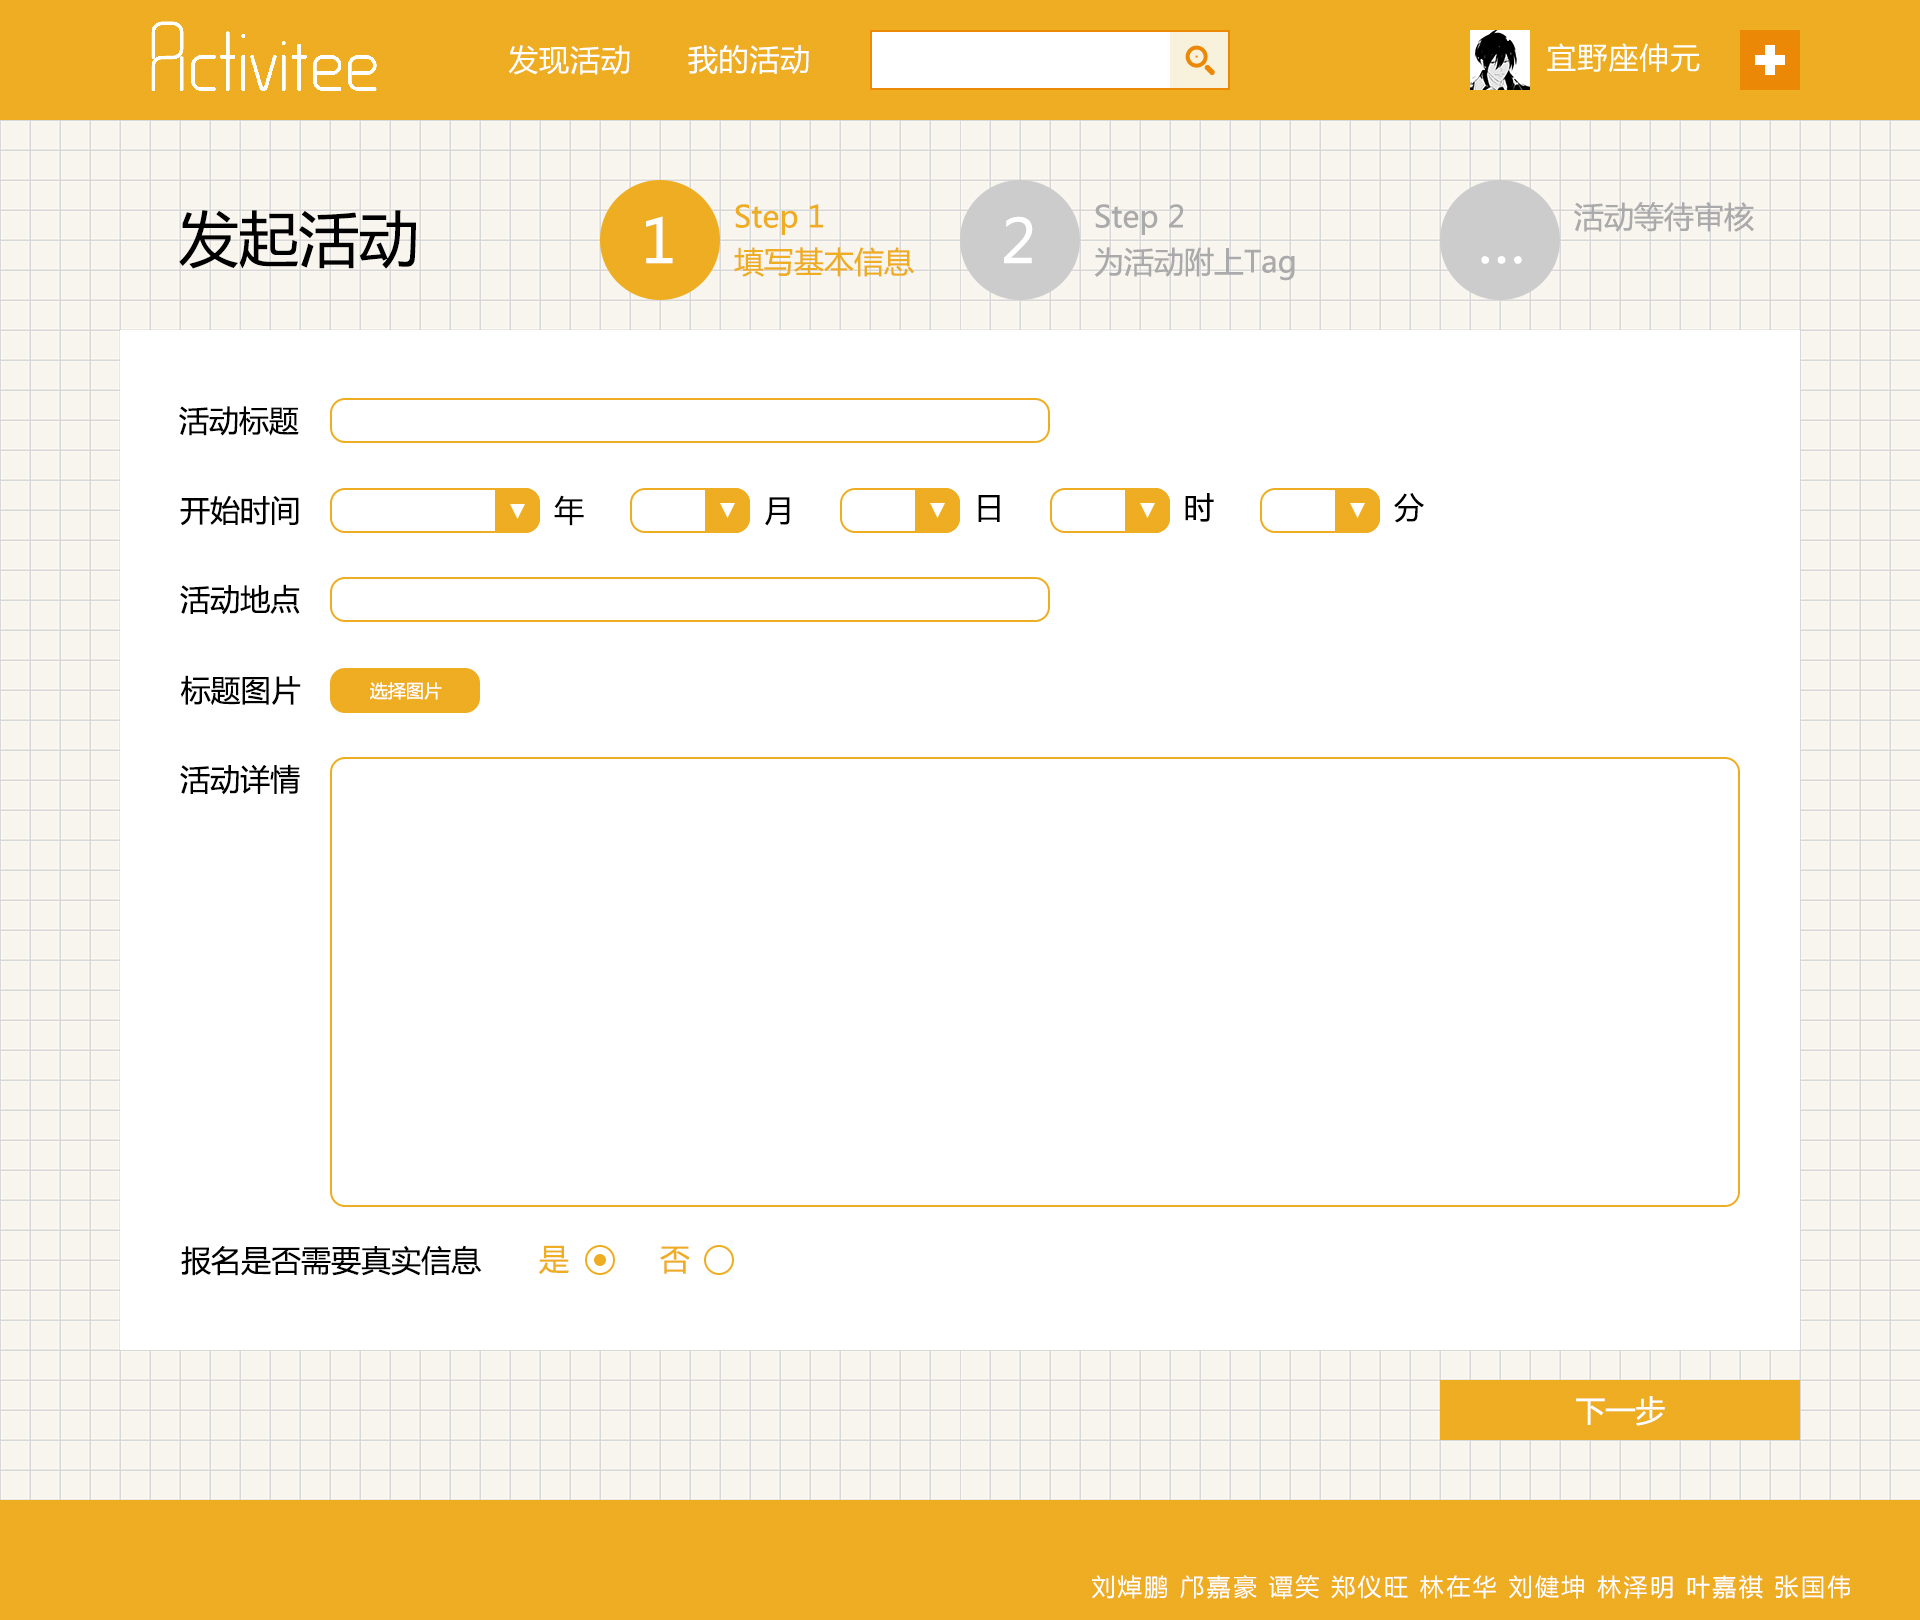 Activitee 发现活动 我的活动 宜野座伸元
发起活动
1 Step 1
填写基本信息
2 Step 2
为活动附上Tag
... 活动等待审核
活动标题
开始时间 年 月 日 时 分
活动地点
标题图片 选择图片
活动详情
报名是否需要真实信息 是 否
下一步
刘焯鹏 邝嘉豪 谭笑 郑仪旺 林在华 刘健坤 林泽明 叶嘉祺 张国伟